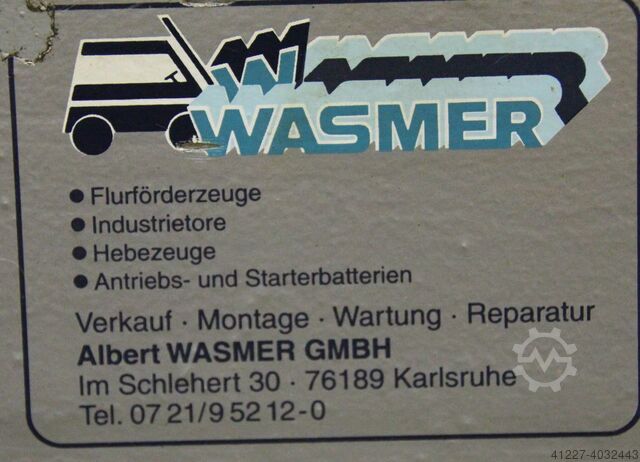 WASMER
• Flurförderzeuge
• Industrietore
• Hebezeuge
• Antriebs- und Starterbatterien
Verkauf · Montage · Wartung · Reparatur
Albert WASMER GMBH
Im Schlehert 30 · 76189 Karlsruhe
Tel. 07 21/9 52 12-0
41227-4032443